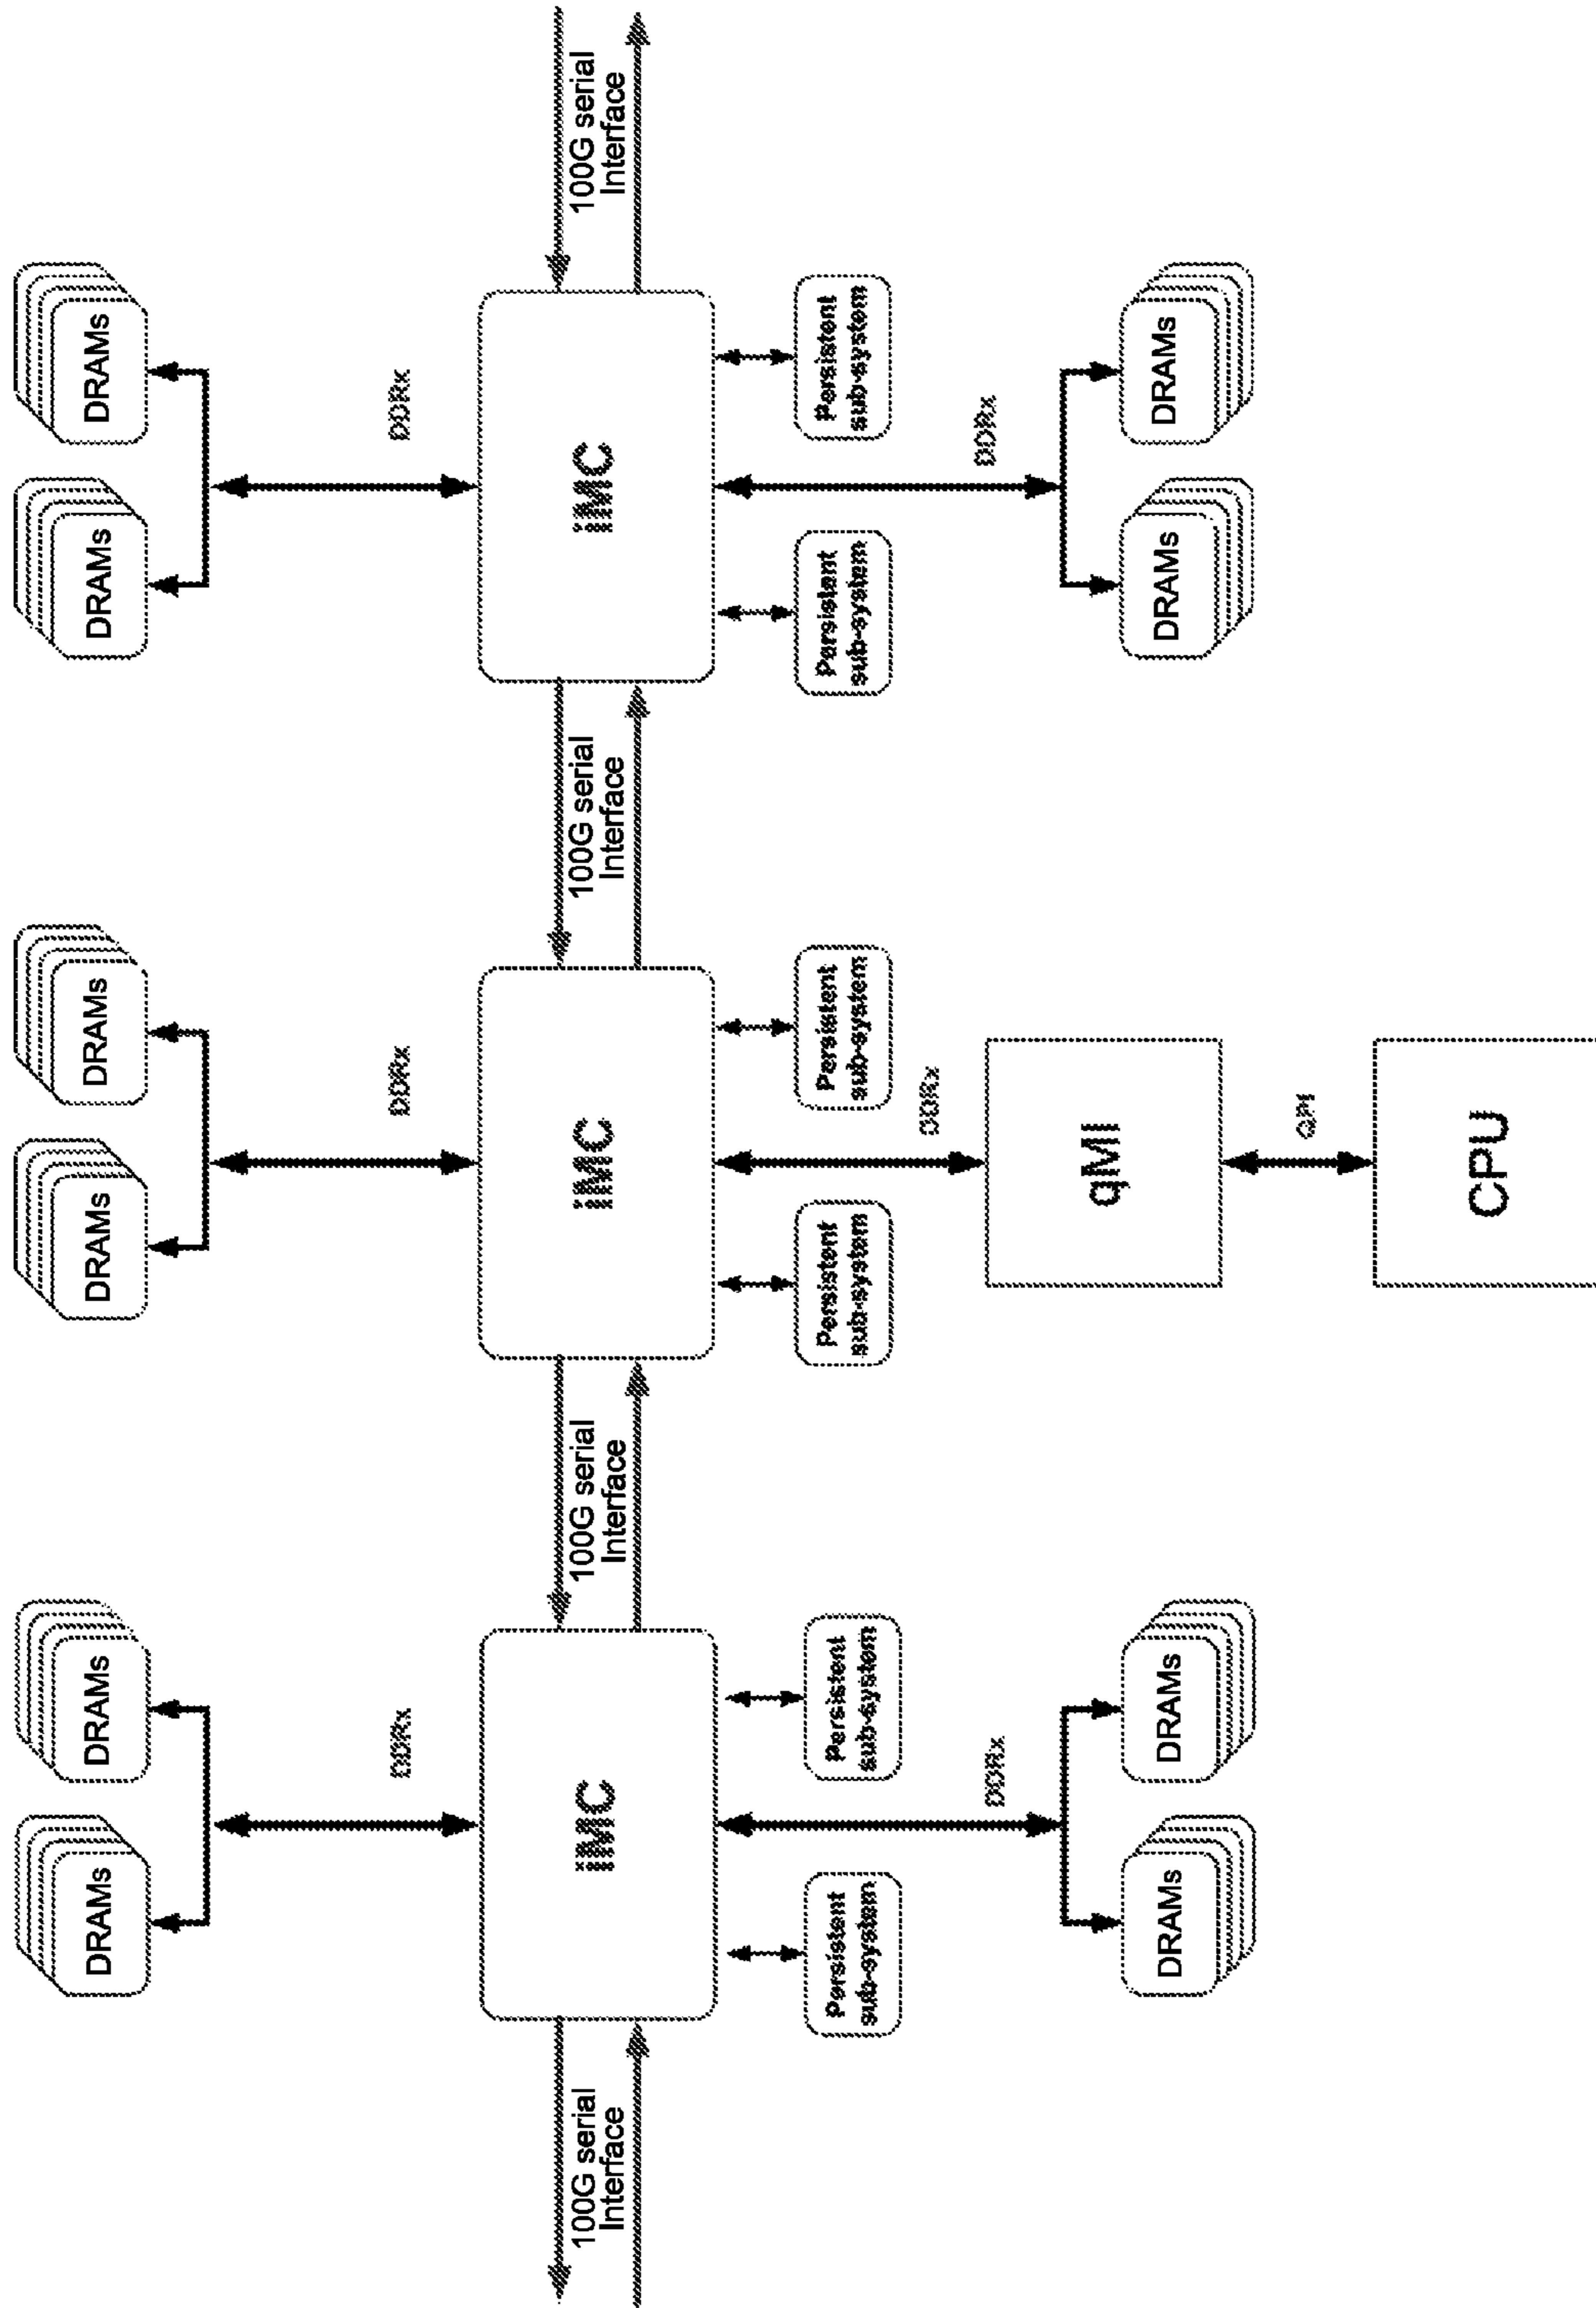 DRAMs
DRAMs
DRAMs
DRAMs
DRAMs
DRAMs
DDRx
DDRx
DDRx
100G serial
Interface
iMC
100G serial
Interface
iMC
100G serial
Interface
iMC
100G serial
Interface
Persistent
sub-system
Persistent
sub-system
Persistent
sub-system
Persistent
sub-system
Persistent
sub-system
Persistent
sub-system
DDRx
DDRx
DDRx
DRAMs
DRAMs
qMI
DRAMs
DRAMs
QPI
CPU